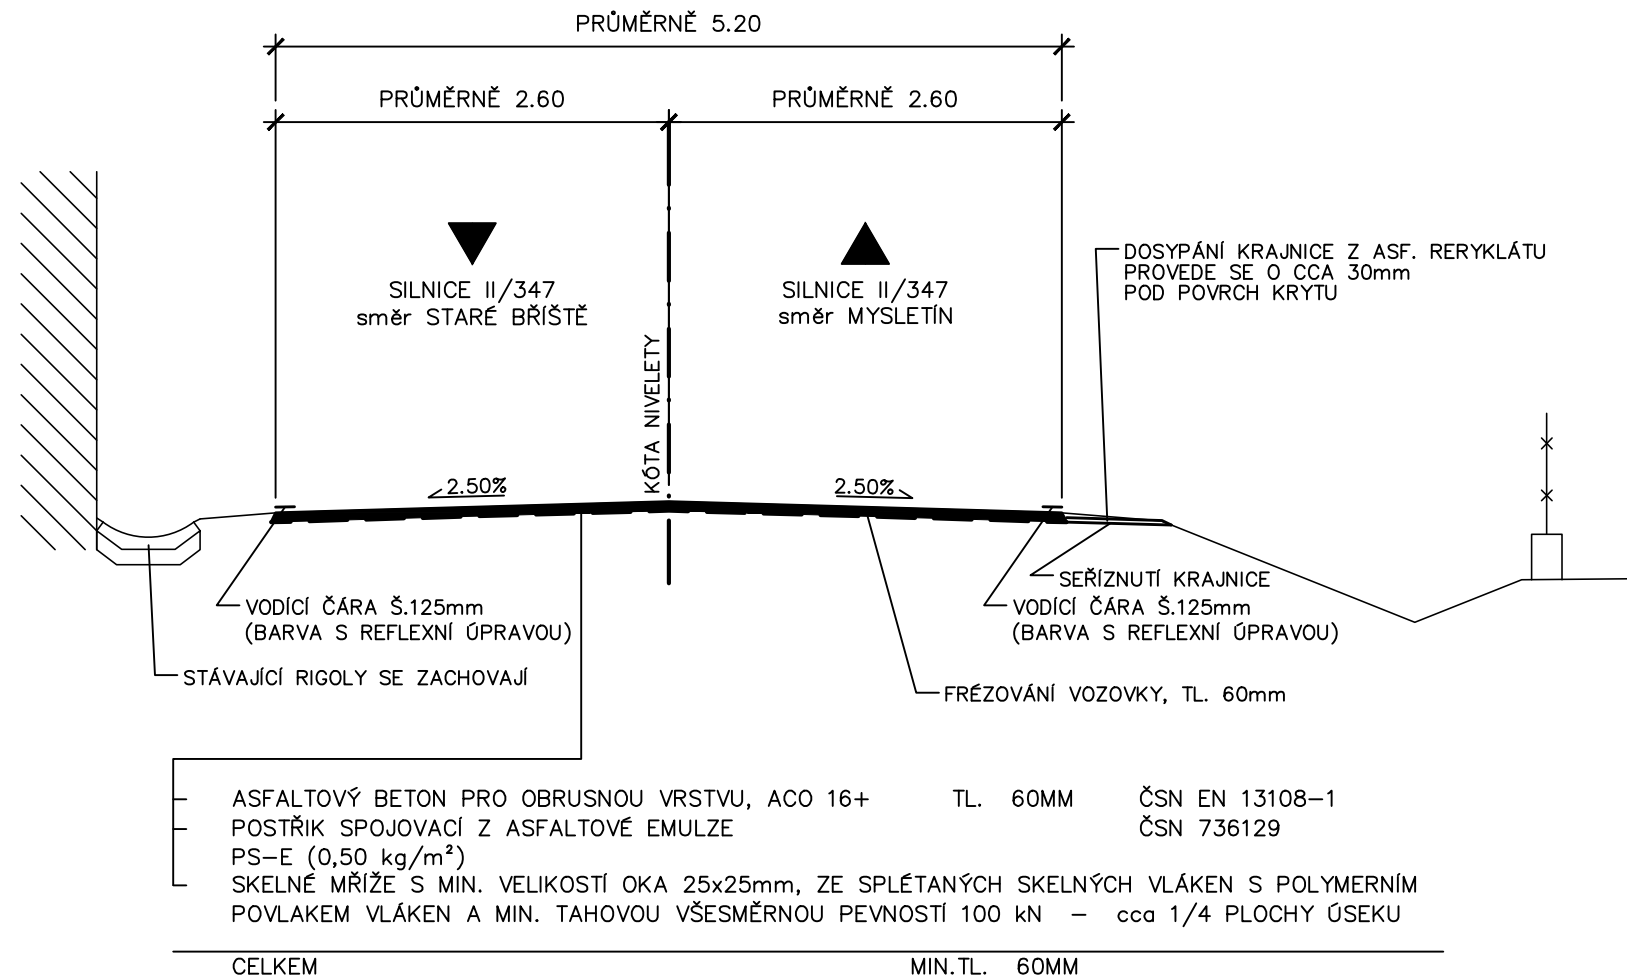 PRŮMĚRNĚ 5.20
PRŮMĚRNĚ 2.60
PRŮMĚRNĚ 2.60
SILNICE II/347
směr STARÉ BŘÍŠTĚ
SILNICE II/347
směr MYSLETÍN
DOSYPÁNÍ KRAJNICE Z ASF. RERYKLÁTU
PROVEDE SE O CCA 30mm
POD POVRCH KRYTU
KÓTA NIVELETY
2.50%
2.50%
SEŘÍZNUTÍ KRAJNICE
VODÍCÍ ČÁRA Š.125mm
(BARVA S REFLEXNÍ ÚPRAVOU)
VODÍCÍ ČÁRA Š.125mm
(BARVA S REFLEXNÍ ÚPRAVOU)
STÁVAJÍCÍ RIGOLY SE ZACHOVAJÍ
FRÉZOVÁNÍ VOZOVKY, TL. 60mm
ASFALTOVÝ BETON PRO OBRUSNOU VRSTVU, ACO 16+ TL. 60MM ČSN EN 13108-1
POSTŘIK SPOJOVACÍ Z ASFALTOVÉ EMULZE ČSN 736129
PS-E (0,50 kg/m²)
SKELNÉ MŘÍŽE S MIN. VELIKOSTÍ OKA 25x25mm, ZE SPLÉTANÝCH SKELNÝCH VLÁKEN S POLYMERNÍM
POVLAKEM VLÁKEN A MIN. TAHOVOU VŠESMĚRNOU PEVNOSTÍ 100 kN - cca 1/4 PLOCHY ÚSEKU
CELKEM MIN.TL. 60MM